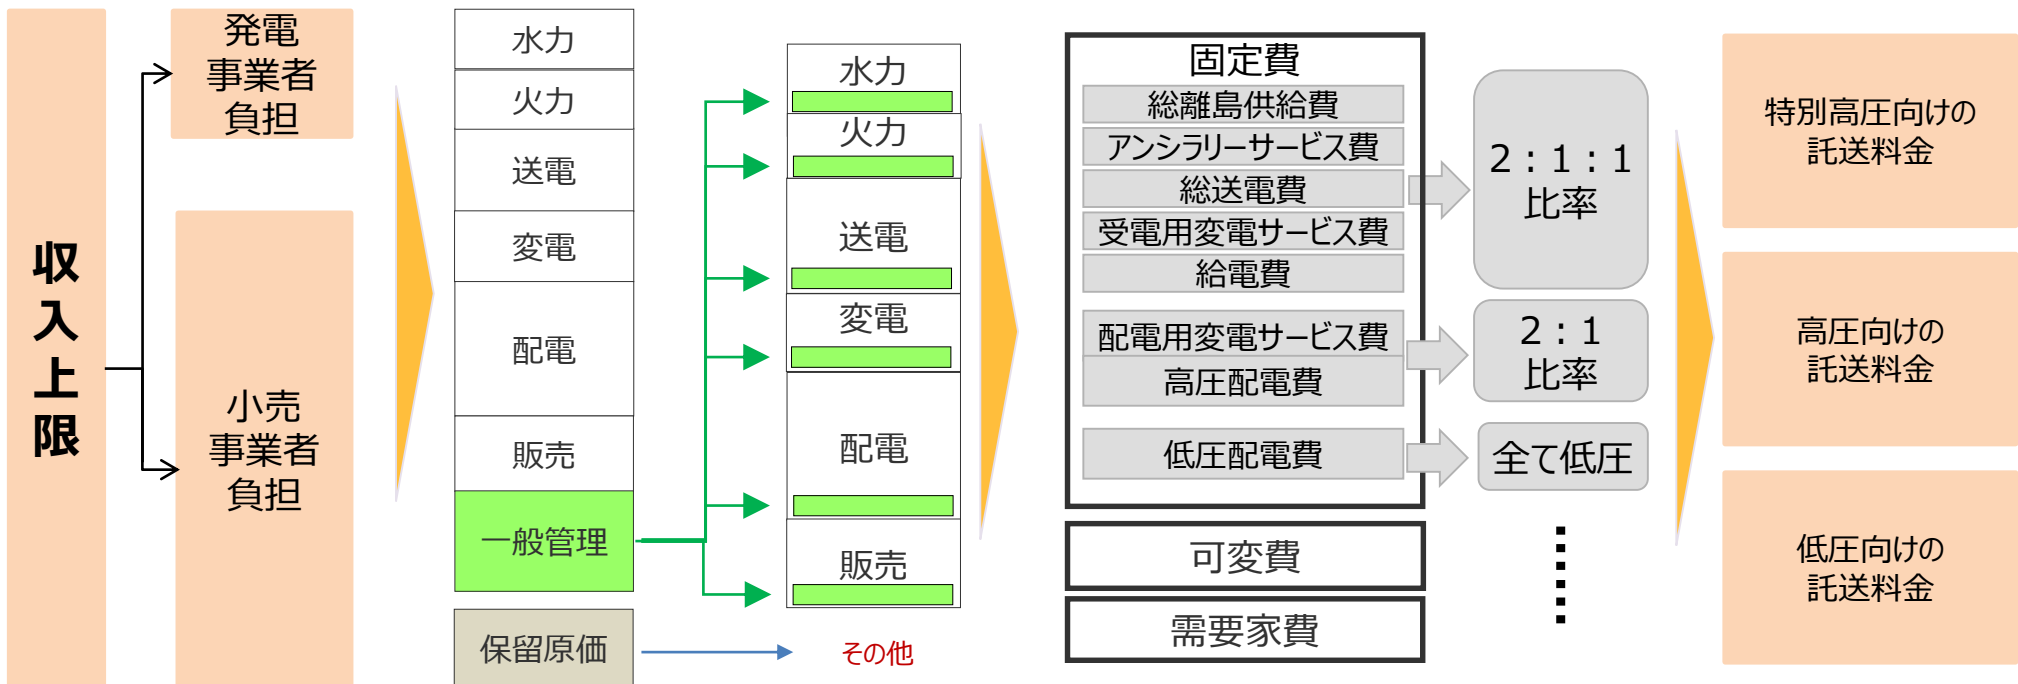 収
入
上
限
発電
事業者
負担
小売
事業者
負担
水力
火力
送電
変電
配電
販売
一般管理
保留原価
水力
火力
送電
変電
配電
販売
その他
固定費
総離島供給費
アンシラリーサービス費
総送電費
受電用変電サービス費
給電費
配電用変電サービス費
高圧配電費
低圧配電費
可変費
需要家費
２：１：１
比率
２：１
比率
全て低圧
特別高圧向けの
託送料金
高圧向けの
託送料金
低圧向けの
託送料金